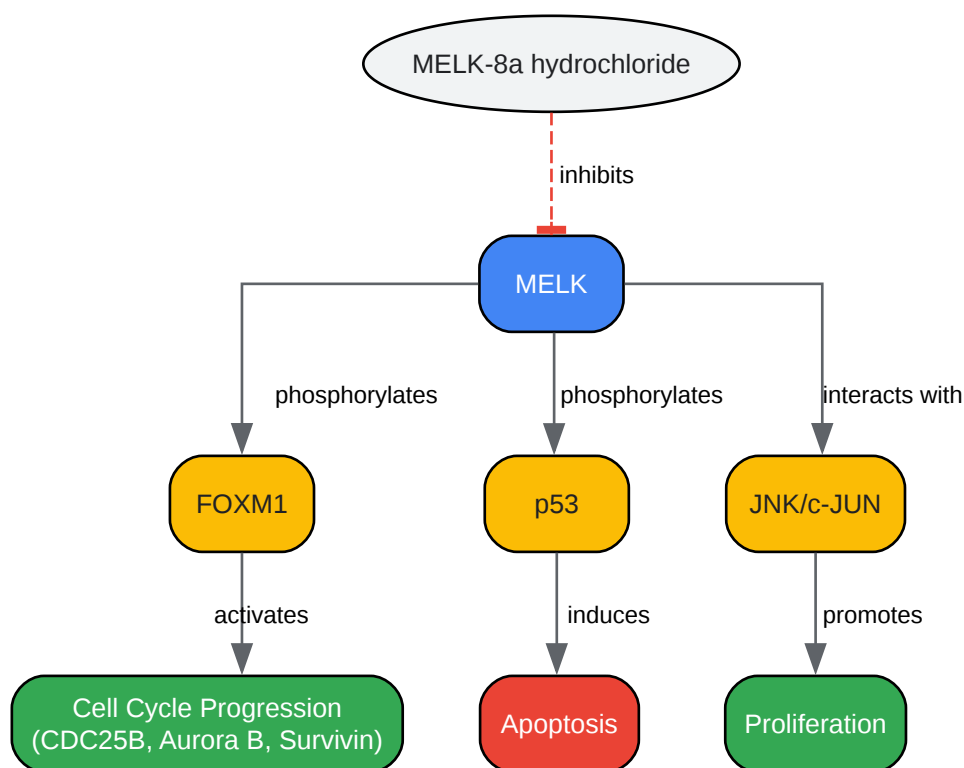 MELK-8a hydrochloride
inhibits
MELK
phosphorylates
phosphorylates
interacts with
FOXM1
p53
JNK/c-JUN
activates
induces
promotes
Cell Cycle Progression
(CDC25B, Aurora B, Survivin)
Apoptosis
Proliferation